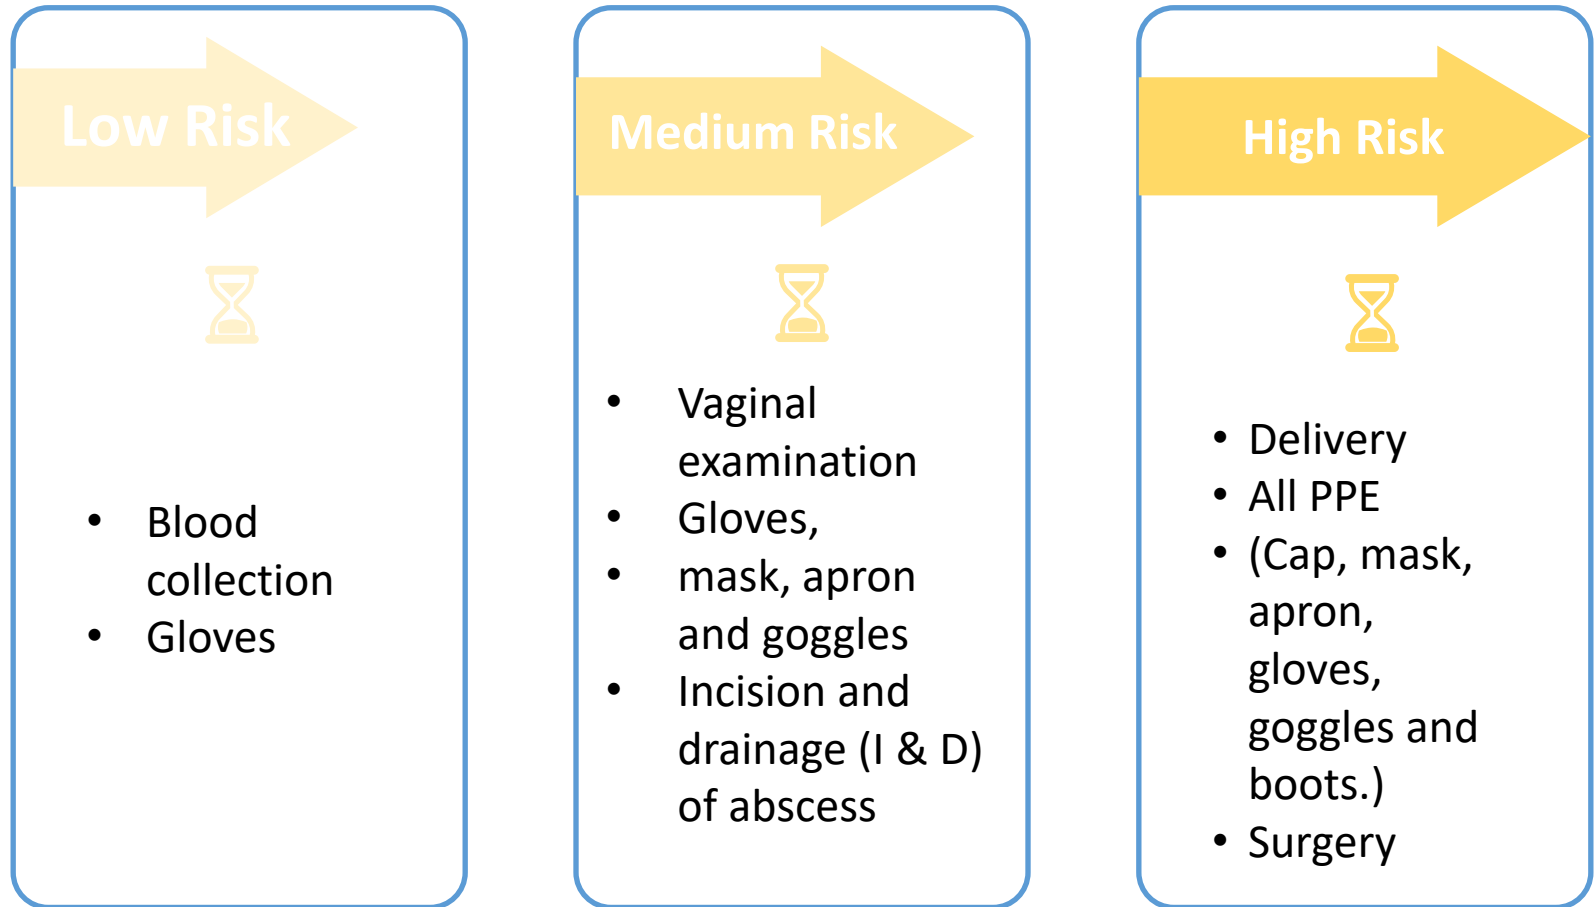 Low Risk
• Blood
collection
• Gloves
Medium Risk
• Vaginal
examination
• Gloves,
• mask, apron
and goggles
• Incision and
drainage (I & D)
of abscess
High Risk
• Delivery
• All PPE
• (Cap, mask,
apron,
gloves,
goggles and
boots.)
• Surgery